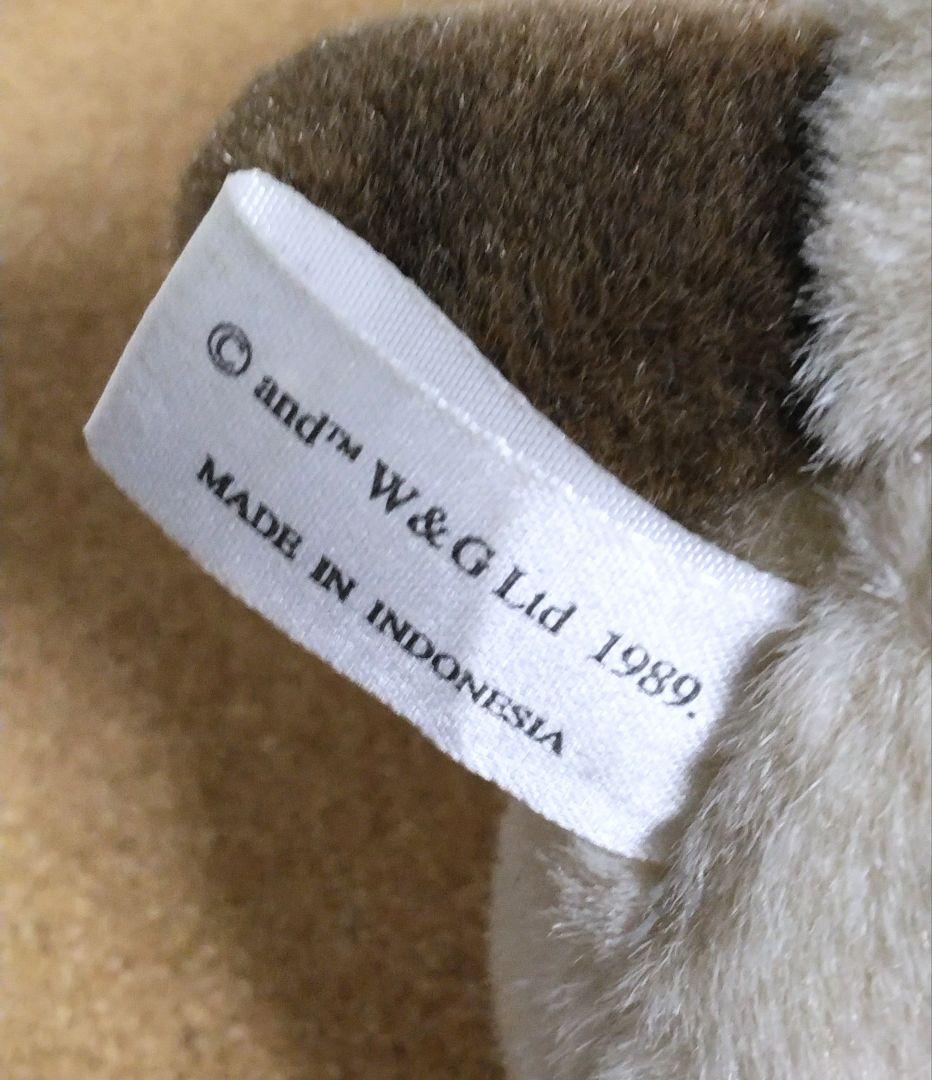 © and™ W&G Ltd 1989.
MADE IN INDONESIA